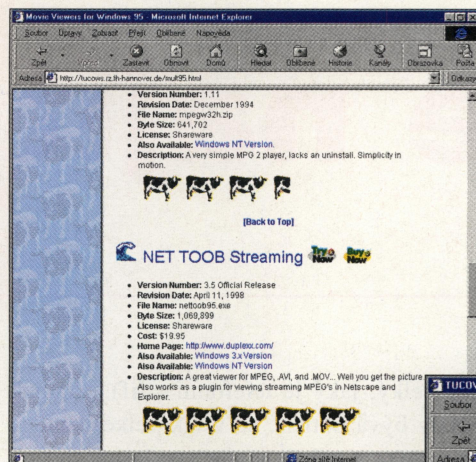 Movie Viewers for Windows 95 - Microsoft Internet Explorer
Soubor Úpravy Zobrazit Přejít Oblíbené Nápověda
Zpět Vpřed Zastavit Obnovit Domů Hledat Oblíbené Historie Kanály Obrazovka Pošta
Adresa http://tucows.rz.th-hannover.de/mult95.html Odkazy
Version Number: 1.11
Revision Date: December 1994
File Name: mpegw32h.zip
Byte Size: 641,702
License: Shareware
Also Available: Windows NT Version.
Description: A very simple MPG 2 player, lacks an uninstall. Simplicity in
motion.
[Back to Top]
NET TOOB Streaming Try Now Buy Now
Version Number: 3.5 Official Release
Revision Date: April 11, 1998
File Name: nettoob95.exe
Byte Size: 1,069,899
License: Shareware
Cost: $19.95
Home Page: http://www.duplexx.com/
Also Available: Windows 3.x Version
Also Available: Windows NT Version
Description: A great viewer for MPEG, AVI, and .MOV... Well you get the picture
Also works as a plugin for viewing streaming MPEG's in Netscape and
Explorer.
TUCOW
Soubor
Zpět
Adresa
Zóna sítě Internet